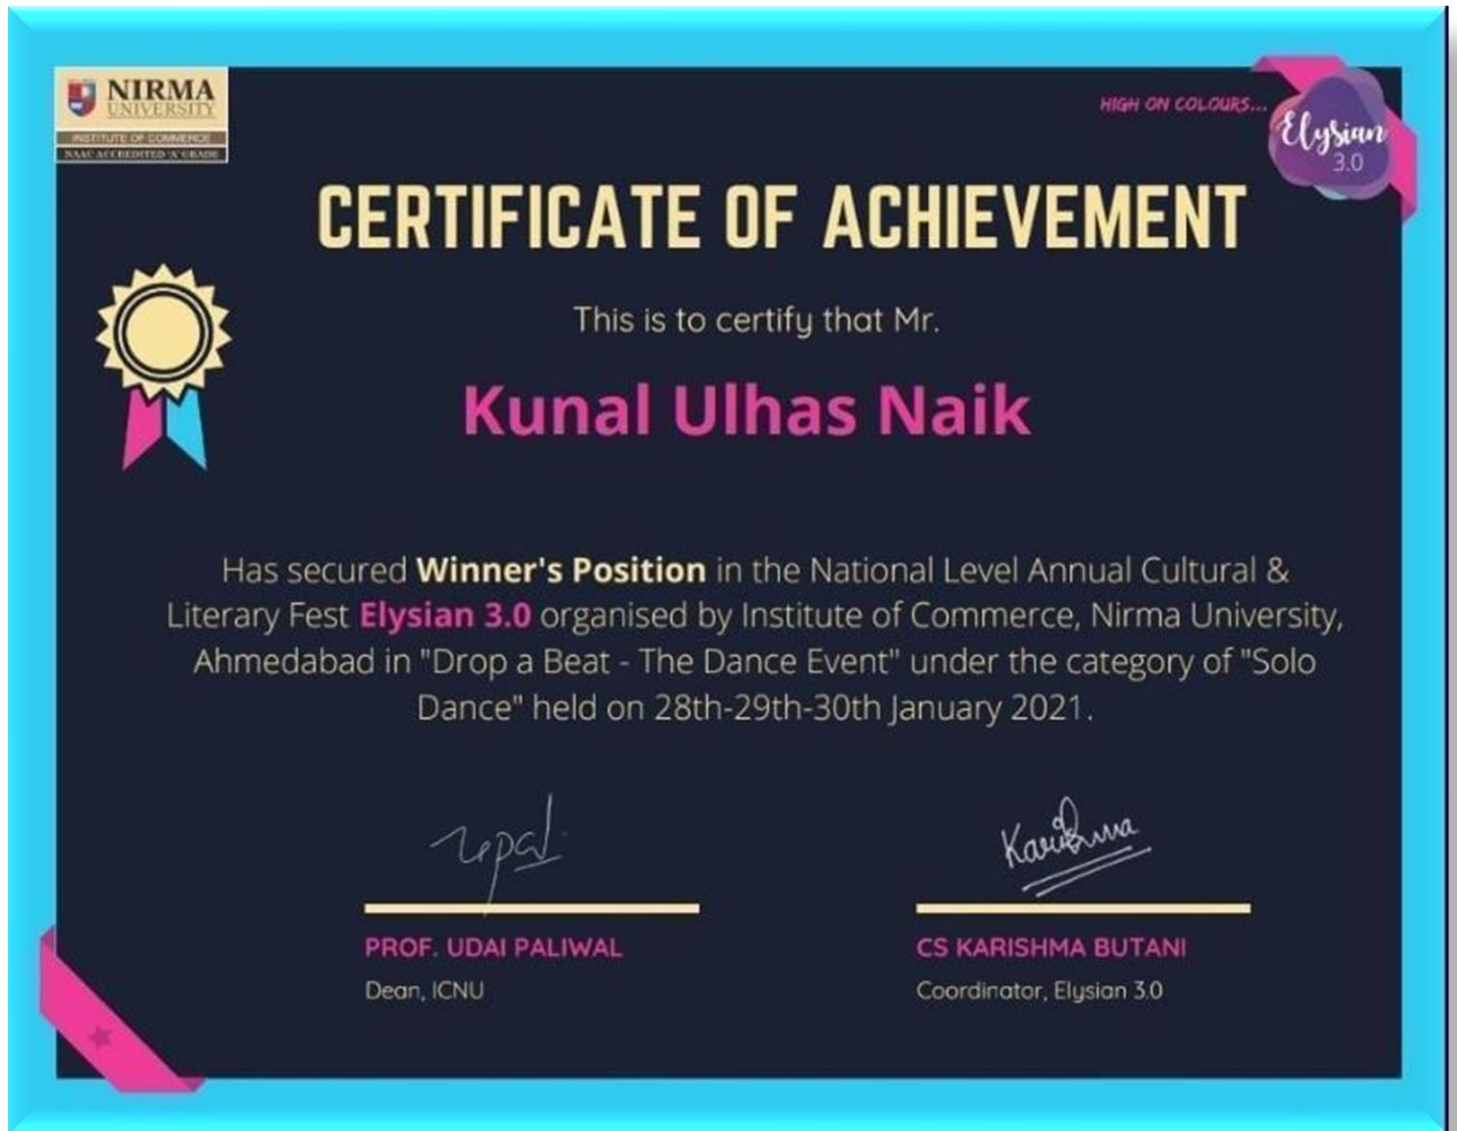 NIRMA
UNIVERSITY
INSTITUTE OF COMMERCE
NAAC ACCREDITED 'A' GRADE
HIGH ON COLOURS...
Elysian
3.0
CERTIFICATE OF ACHIEVEMENT
This is to certify that Mr.
Kunal Ulhas Naik
Has secured Winner's Position in the National Level Annual Cultural &
Literary Fest Elysian 3.0 organised by Institute of Commerce, Nirma University,
Ahmedabad in "Drop a Beat - The Dance Event" under the category of "Solo
Dance" held on 28th-29th-30th January 2021.
Karishma
PROF. UDAI PALIWAL
Dean, ICNU
CS KARISHMA BUTANI
Coordinator, Elysian 3.0